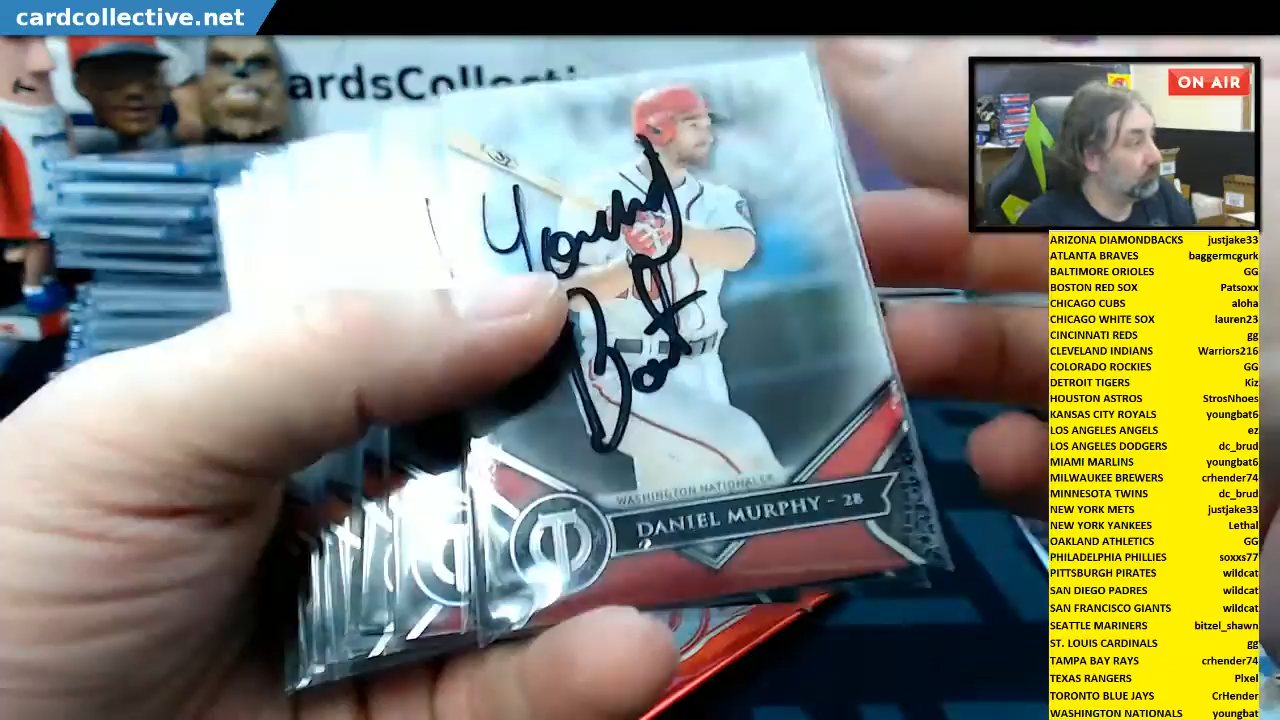 cardcollective.net
ardsCollecti
ON AIR
Young
Bat
WASHINGTON NATIONALS
DANIEL MURPHY - 2B
ARIZONA DIAMONDBACKS justjake33
ATLANTA BRAVES baggermcgurk
BALTIMORE ORIOLES GG
BOSTON RED SOX Patsoxx
CHICAGO CUBS aloha
CHICAGO WHITE SOX lauren23
CINCINNATI REDS gg
CLEVELAND INDIANS Warriors216
COLORADO ROCKIES GG
DETROIT TIGERS Kiz
HOUSTON ASTROS StrosNhoes
KANSAS CITY ROYALS youngbat6
LOS ANGELES ANGELS ez
LOS ANGELES DODGERS dc_brud
MIAMI MARLINS youngbat6
MILWAUKEE BREWERS crhender74
MINNESOTA TWINS dc_brud
NEW YORK METS justjake33
NEW YORK YANKEES Lethal
OAKLAND ATHLETICS GG
PHILADELPHIA PHILLIES soxxs77
PITTSBURGH PIRATES wildcat
SAN DIEGO PADRES wildcat
SAN FRANCISCO GIANTS wildcat
SEATTLE MARINERS bitzel_shawn
ST. LOUIS CARDINALS gg
TAMPA BAY RAYS crhender74
TEXAS RANGERS Plxel
TORONTO BLUE JAYS CrHender
WASHINGTON NATIONALS youngbat